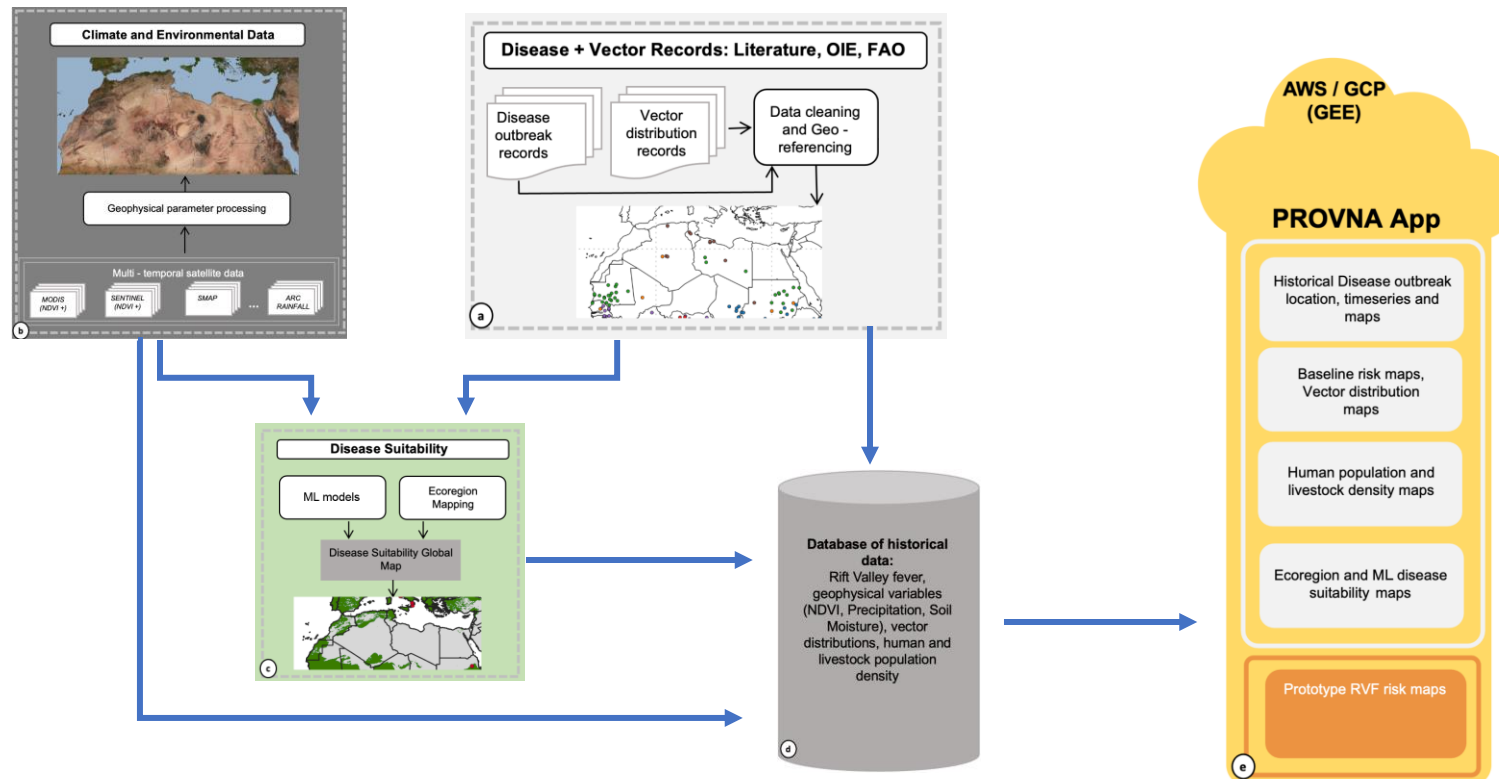 Climate and Environmental Data
Geophysical parameter processing
Multi - temporal satellite data
MODIS
(NDVI +)
SENTINEL
(NDVI +)
SMAP
...
ARC
RAINFALL
b
Disease + Vector Records: Literature, OIE, FAO
Disease
outbreak
records
Vector
distribution
records
Data cleaning
and Geo -
referencing
a
Disease Suitability
ML models
Ecoregion
Mapping
Disease Suitability Global
Map
c
Database of historical
data:
Rift Valley fever,
geophysical variables
(NDVI, Precipitation, Soil
Moisture), vector
distributions, human and
livestock population
density
d
AWS / GCP
(GEE)
PROVNA App
Historical Disease outbreak
location, timeseries and
maps
Baseline risk maps,
Vector distribution
maps
Human population and
livestock density maps
Ecoregion and ML disease
suitability maps
Prototype RVF risk maps
e